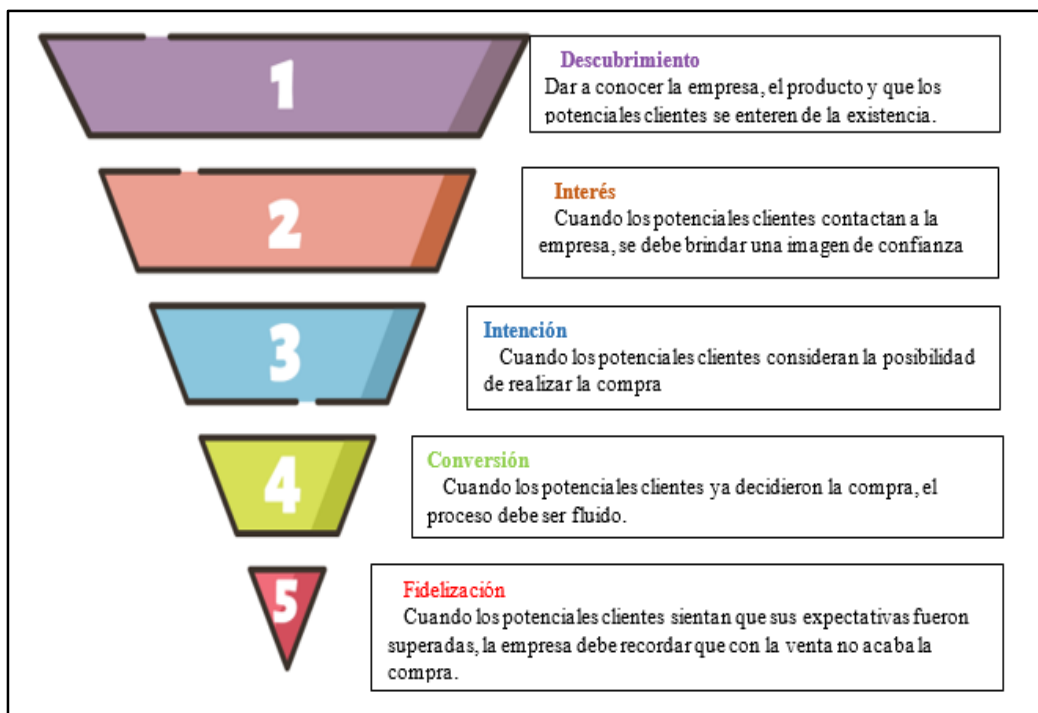 1
Descubrimiento
Dar a conocer la empresa, el producto y que los
potenciales clientes se enteren de la existencia.
2
Interés
Cuando los potenciales clientes contactan a la
empresa, se debe brindar una imagen de confianza
3
Intención
Cuando los potenciales clientes consideran la posibilidad
de realizar la compra
4
Conversión
Cuando los potenciales clientes ya decidieron la compra, el
proceso debe ser fluido.
5
Fidelización
Cuando los potenciales clientes sientan que sus expectativas fueron
superadas, la empresa debe recordar que con la venta no acaba la
compra.